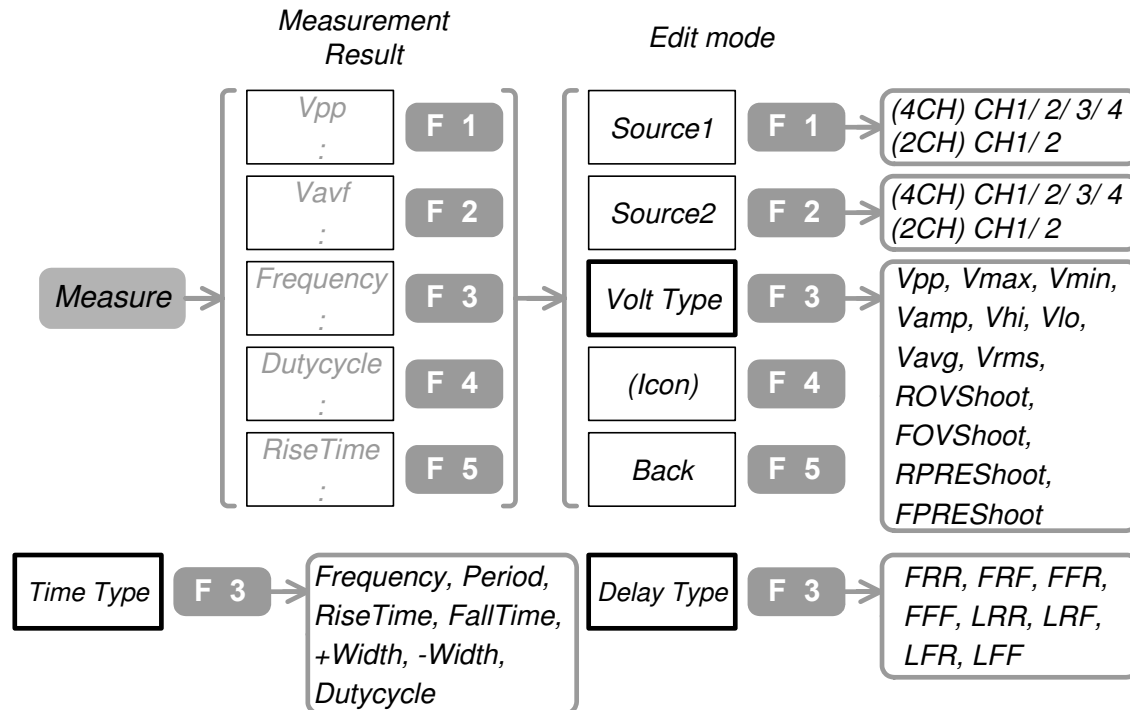 Measurement
Result
Edit mode
Measure
Vpp
:
F 1
Vavf
:
F 2
Frequency
:
F 3
Dutycycle
:
F 4
RiseTime
:
F 5
Source1
F 1
(4CH) CH1/ 2/ 3/ 4
(2CH) CH1/ 2
Source2
F 2
(4CH) CH1/ 2/ 3/ 4
(2CH) CH1/ 2
Volt Type
F 3
Vpp, Vmax, Vmin,
Vamp, Vhi, Vlo,
Vavg, Vrms,
ROVShoot,
FOVShoot,
RPREShoot,
FPREShoot
(Icon)
F 4
Back
F 5
Time Type
F 3
Frequency, Period,
RiseTime, FallTime,
+Width, -Width,
Dutycycle
Delay Type
F 3
FRR, FRF, FFR,
FFF, LRR, LRF,
LFR, LFF